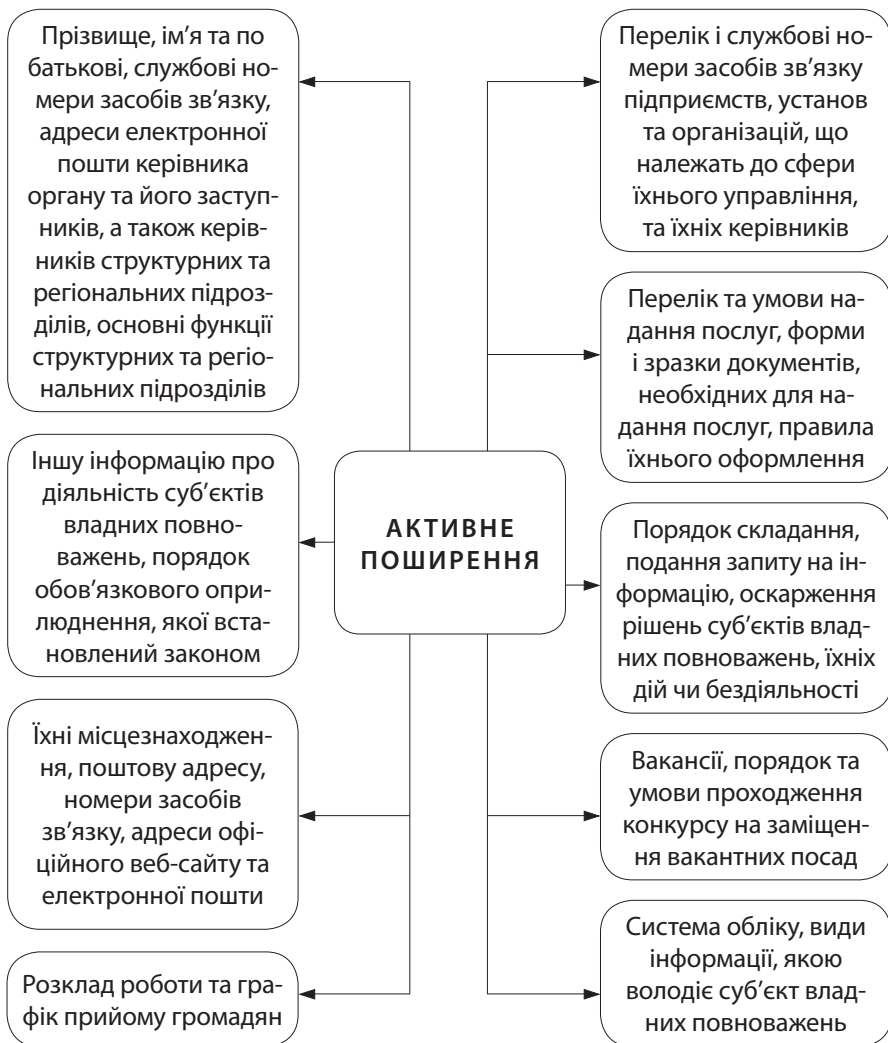 Прізвище, ім’я та по
батькові, службові но-
мери засобів зв’язку,
адреси електронної
пошти керівника
органу та його заступ-
ників, а також керів-
ників структурних та
регіональних підроз-
ділів, основні функції
структурних та регіо-
нальних підрозділів
Іншу інформацію про
діяльність суб’єктів
владних повно-
важень, порядок
обов’язкового опри-
люднення, якої вста-
новлений законом
Їхні місцезнаходжен-
ня, поштову адресу,
номери засобів
зв’язку, адреси офі-
ційного веб-сайту та
електронної пошти
Розклад роботи та гра-
фік прийому громадян
АКТИВНЕ
ПОШИРЕННЯ
Перелік і службові но-
мери засобів зв’язку
підприємств, установ
та організацій, що
належать до сфери
їхнього управління,
та їхніх керівників
Перелік та умови на-
дання послуг, форми
і зразки документів,
необхідних для на-
дання послуг, правила
їхнього оформлення
Порядок складання,
подання запиту на ін-
формацію, оскарження
рішень суб’єктів влад-
них повноважень, їхніх
дій чи бездіяльності
Вакансії, порядок та
умови проходження
конкурсу на заміщен-
ня вакантних посад
Система обліку, види
інформації, якою
володіє суб’єкт влад-
них повноважень